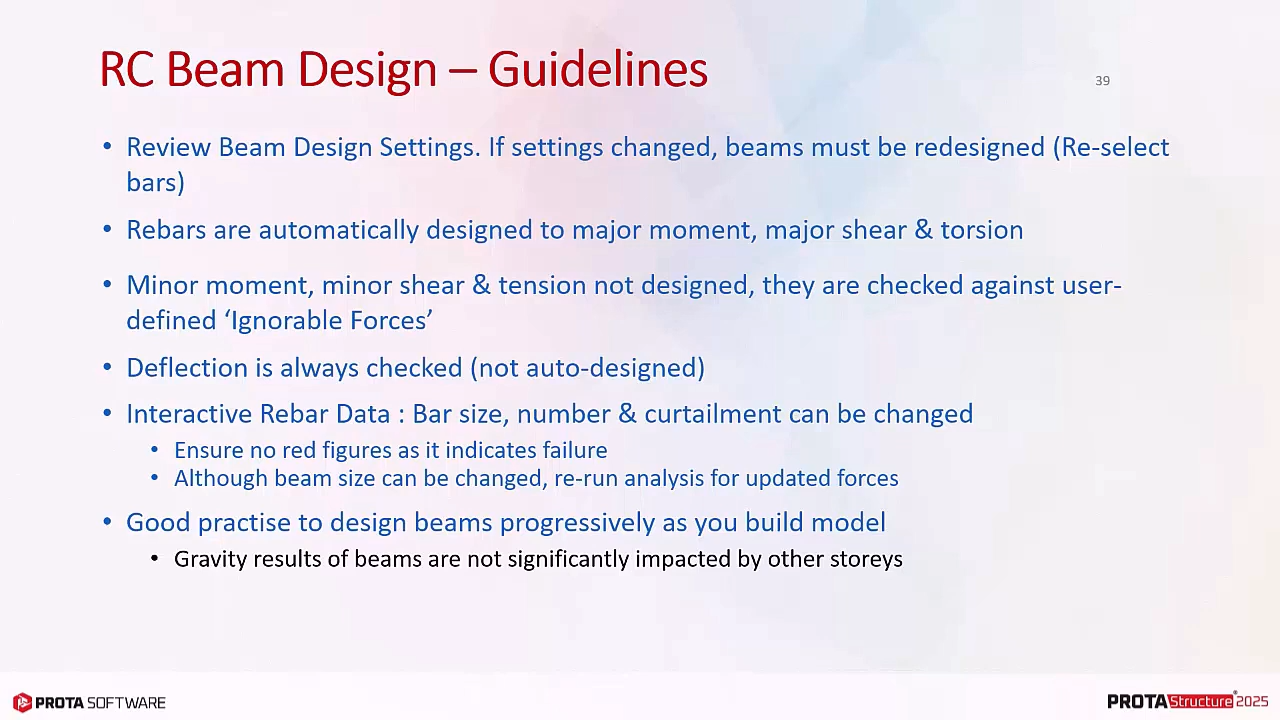 RC Beam Design – Guidelines
39
• Review Beam Design Settings. If settings changed, beams must be redesigned (Re-select
bars)
• Rebars are automatically designed to major moment, major shear & torsion
• Minor moment, minor shear & tension not designed, they are checked against user-
defined ‘Ignorable Forces’
• Deflection is always checked (not auto-designed)
• Interactive Rebar Data : Bar size, number & curtailment can be changed
• Ensure no red figures as it indicates failure
• Although beam size can be changed, re-run analysis for updated forces
• Good practise to design beams progressively as you build model
• Gravity results of beams are not significantly impacted by other storeys
PROTA SOFTWARE
PROTAStructure® 2025